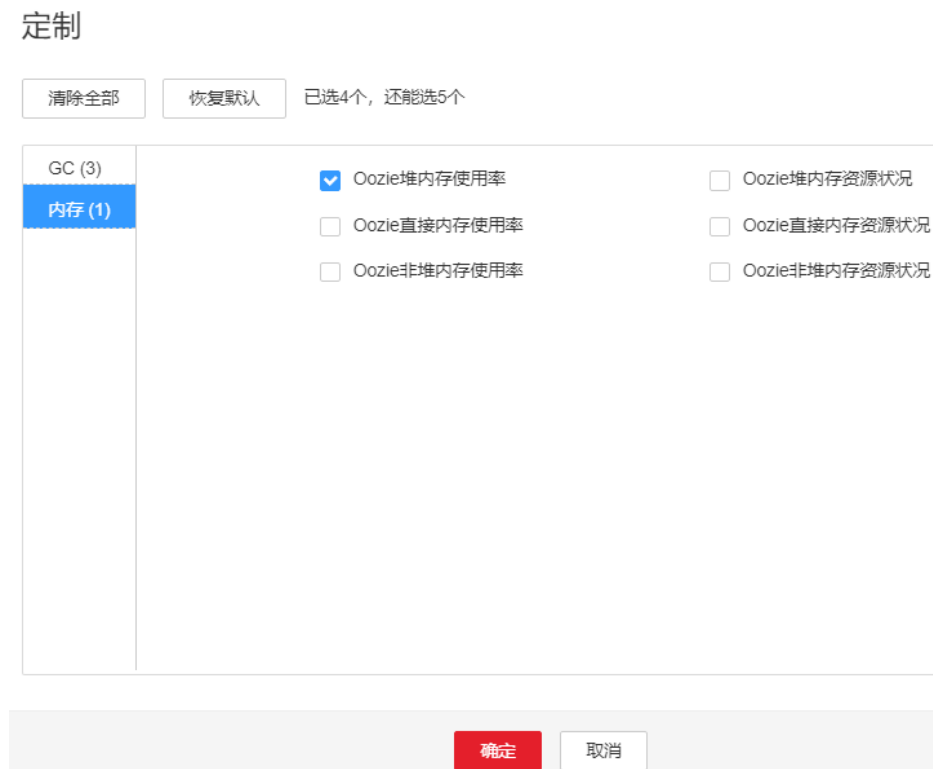 定制
清除全部 恢复默认 已选4个，还能选5个
GC (3)
内存 (1)
Oozie堆内存使用率 Oozie堆内存资源状况
Oozie直接内存使用率 Oozie直接内存资源状况
Oozie非堆内存使用率 Oozie非堆内存资源状况
确定 取消